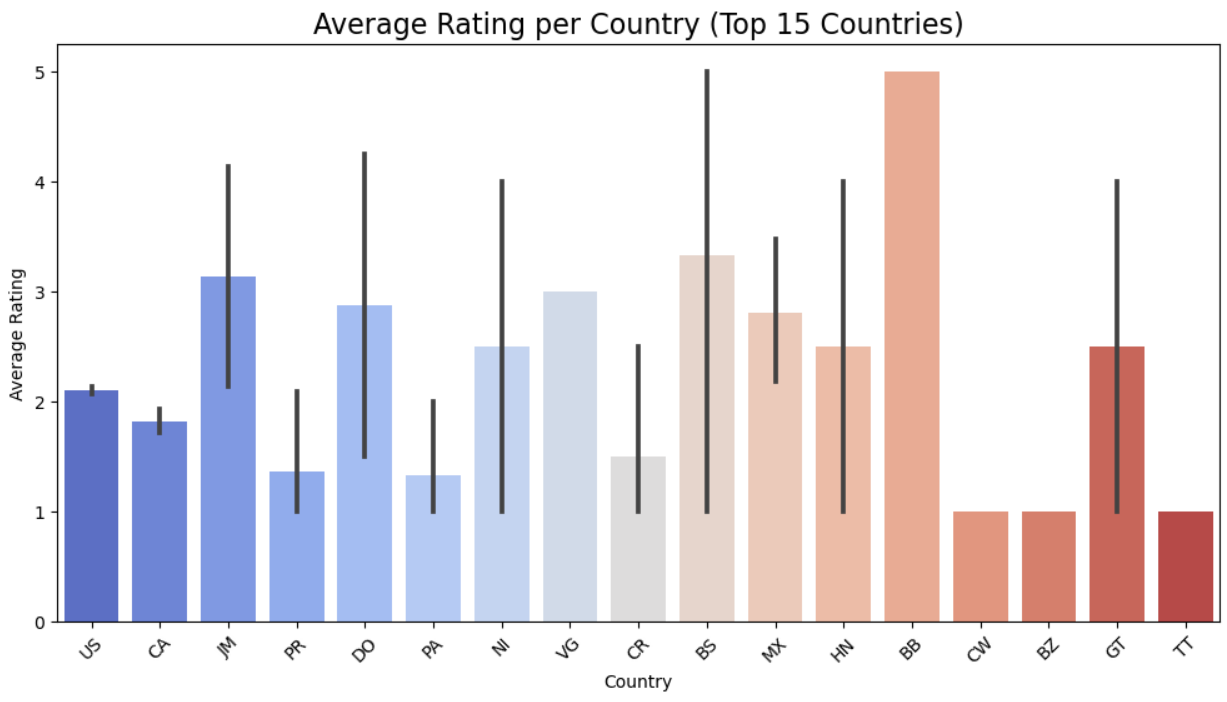 Average Rating per Country (Top 15 Countries)
Average Rating
5
4
3
2
1
0
US CA JM PR DO PA NI VG CR BS MX HN BB CW BZ GT TT
Country